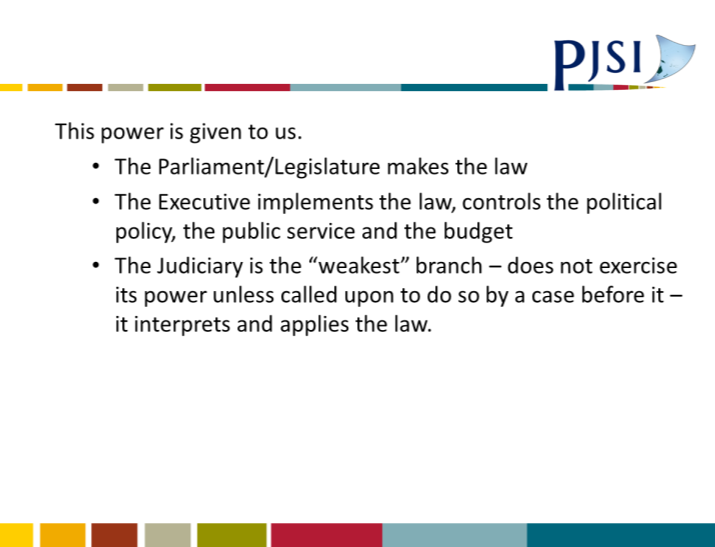 PJSI
This power is given to us.
• The Parliament/Legislature makes the law
• The Executive implements the law, controls the political
policy, the public service and the budget
• The Judiciary is the “weakest” branch – does not exercise
its power unless called upon to do so by a case before it –
it interprets and applies the law.